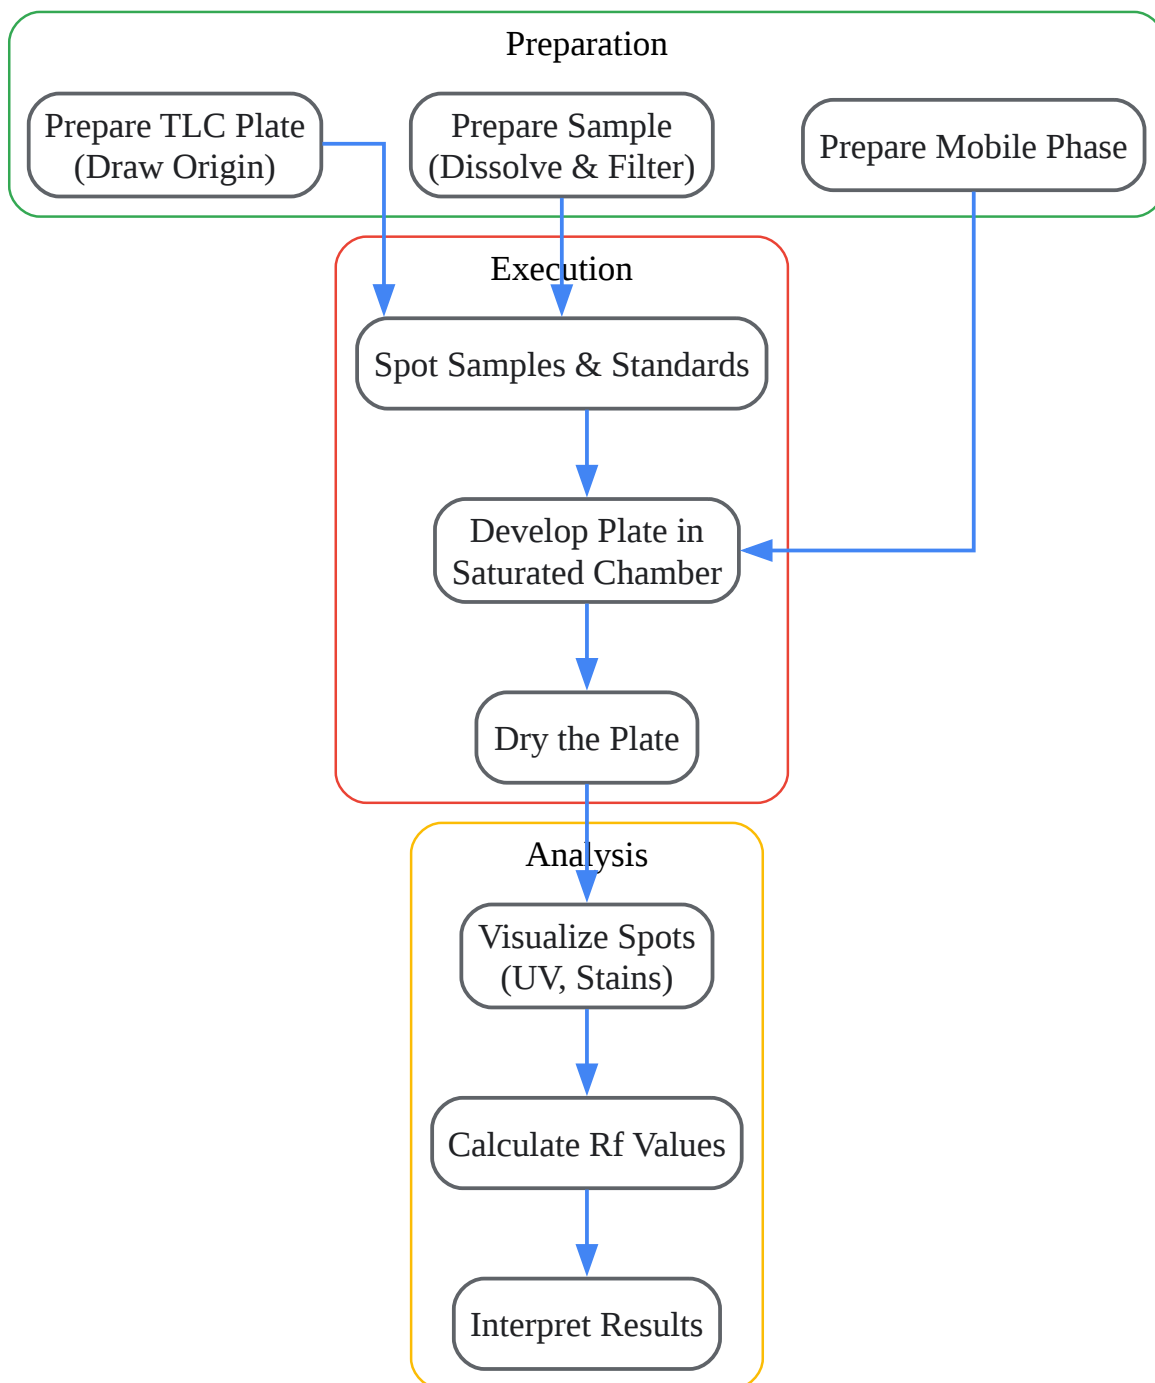 Preparation
Prepare TLC Plate
(Draw Origin)
Prepare Sample
(Dissolve & Filter)
Prepare Mobile Phase
Execution
Spot Samples & Standards
Develop Plate in
Saturated Chamber
Dry the Plate
Analysis
Visualize Spots
(UV, Stains)
Calculate Rf Values
Interpret Results